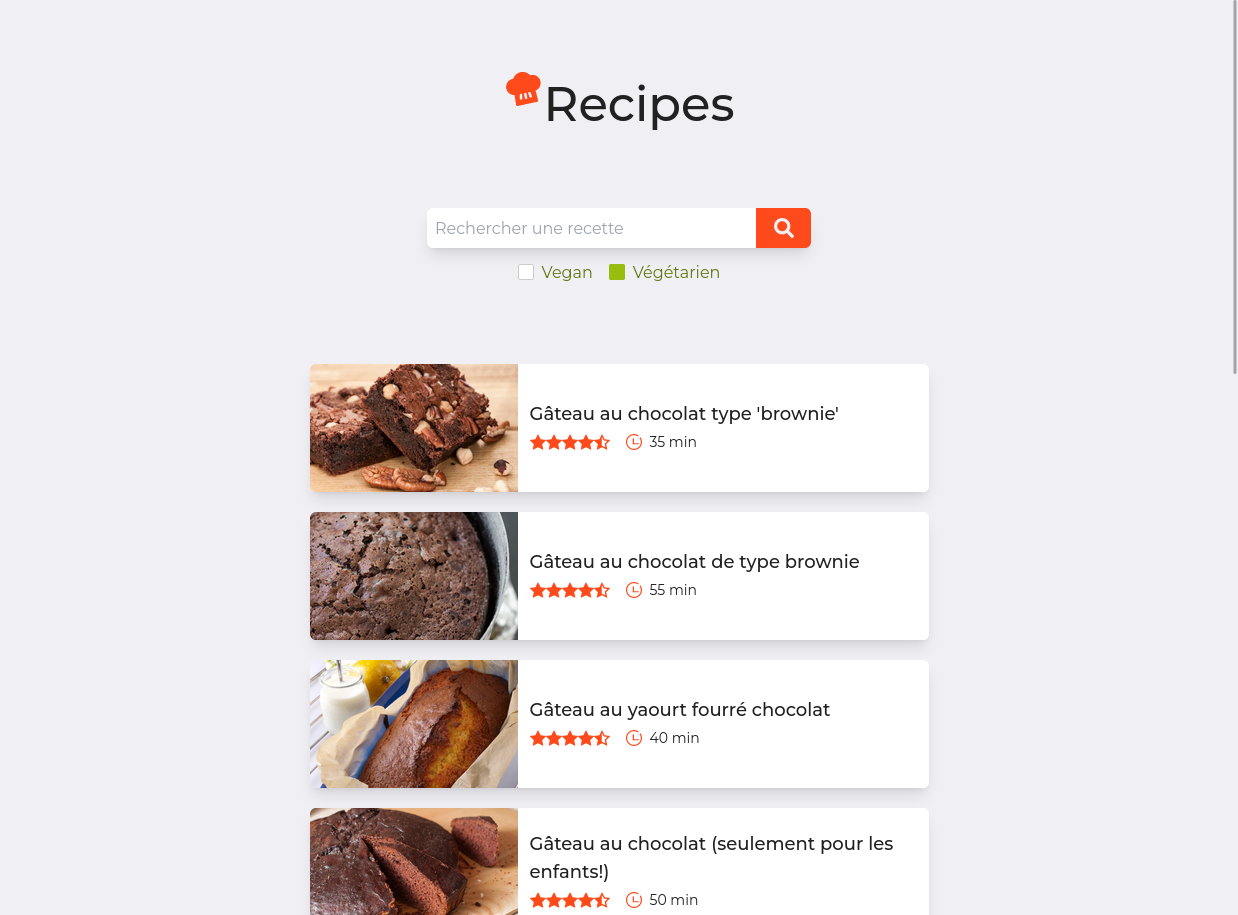 Recipes
Rechercher une recette
Vegan Végétarien
Gâteau au chocolat type 'brownie'
35 min
Gâteau au chocolat de type brownie
55 min
Gâteau au yaourt fourré chocolat
40 min
Gâteau au chocolat (seulement pour les
enfants!)
50 min